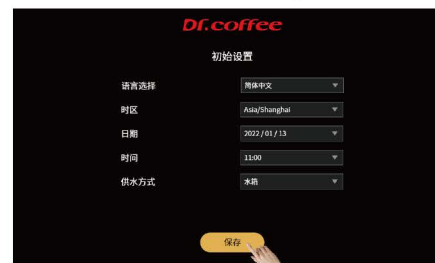 Dr.coffee
初始设置
语言选择 简体中文
时区 Asia/Shanghai
日期 2022/01/13
时间 11:00
供水方式 水箱
保存